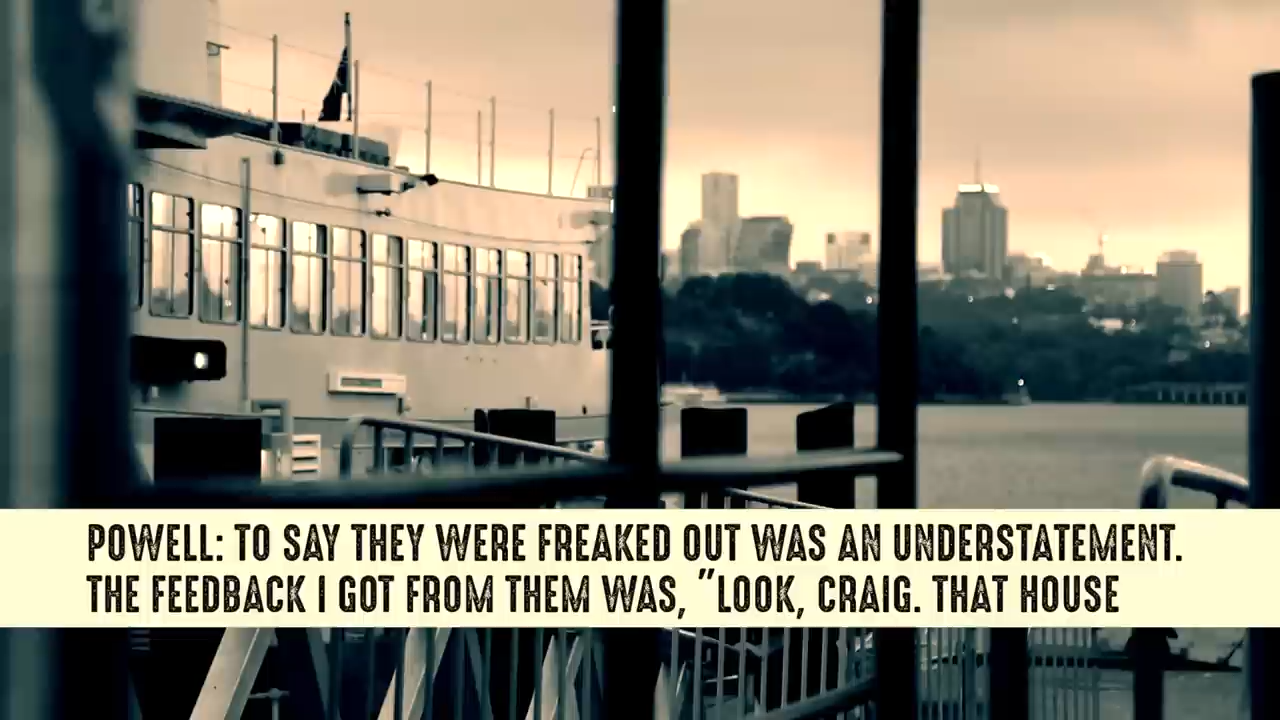 POWELL: TO SAY THEY WERE FREAKED OUT WAS AN UNDERSTATEMENT.
THE FEEDBACK I GOT FROM THEM WAS, "LOOK, CRAIG. THAT HOUSE